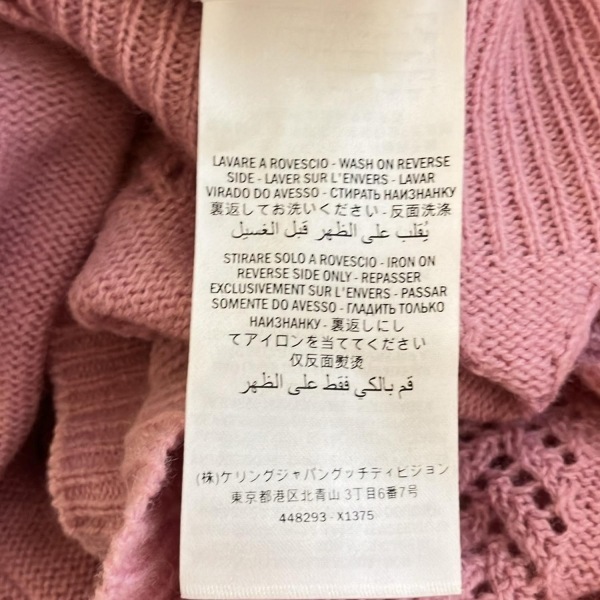 LAVARE A ROVESCIO - WASH ON REVERSE
SIDE - LAVER SUR L'ENVERS - LAVAR
VIRADO DO AVESSO - СТИРАТЬ НАИЗНАНКУ
裏返してお洗いください - 反面洗涤
يُقلب على الظهر قبل الغسيل
STIRARE SOLO A ROVESCIO - IRON ON
REVERSE SIDE ONLY - REPASSER
EXCLUSIVEMENT SUR L'ENVERS - PASSAR
SOMENTE DO AVESSO - ГЛАДИТЬ ТОЛЬКО
НАИЗНАНКУ - 裏返しにし
てアイロンを当ててください
仅反面熨烫
قم بالكي فقط على الظهر
(株)ケリングジャパングッチディビジョン
東京都港区北青山 3丁目6番7号
448293 - X1375